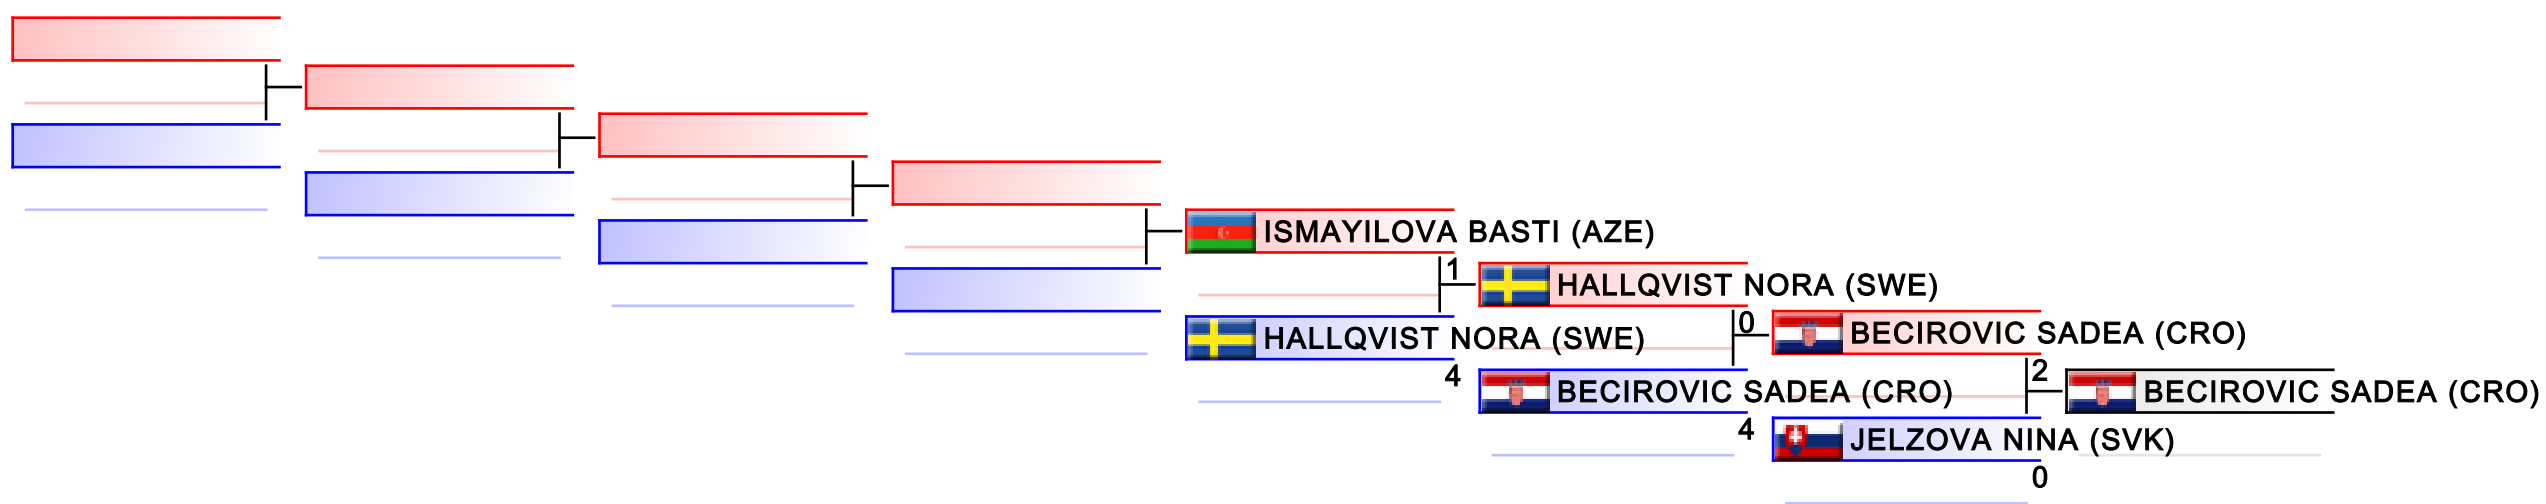 ISMAYILOVA BASTI (AZE)
1
HALLQVIST NORA (SWE)
4
HALLQVIST NORA (SWE)
0
BECIROVIC SADEA (CRO)
4
BECIROVIC SADEA (CRO)
2
JELZOVA NINA (SVK)
0
BECIROVIC SADEA (CRO)